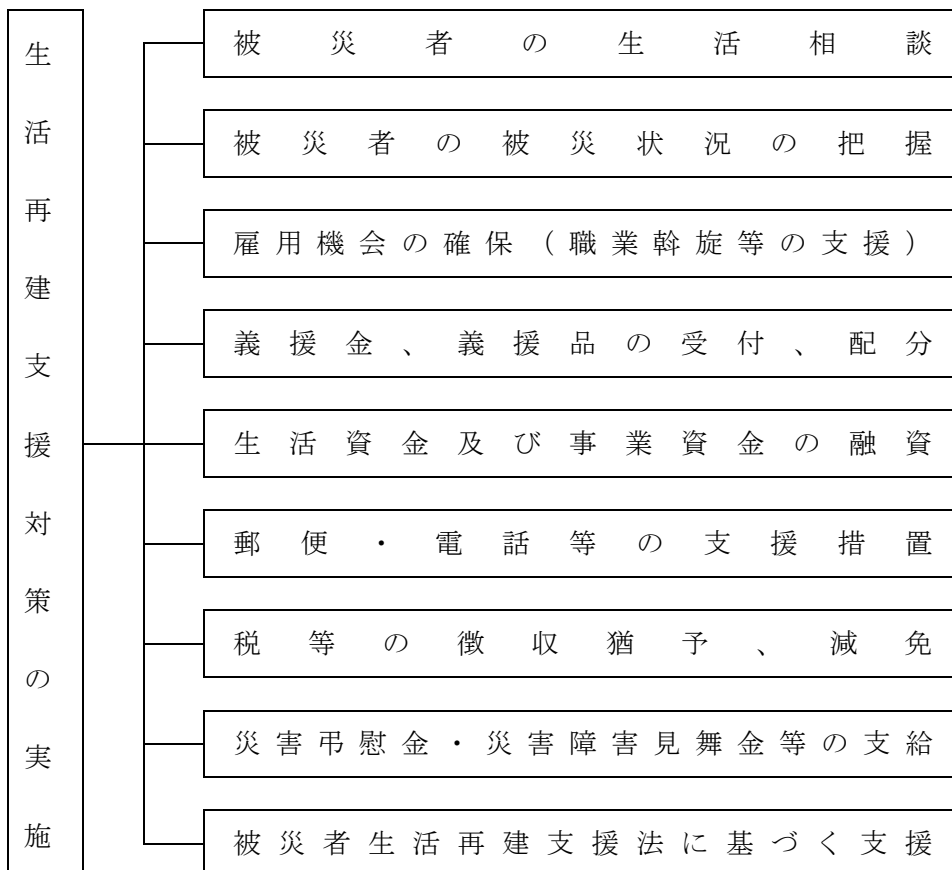 生活再建支援対策の実施
被災者の生活相談
被災者の被災状況の把握
雇用機会の確保（職業斡旋等の支援）
義援金、義援品の受付、配分
生活資金及び事業資金の融資
郵便・電話等の支援措置
税等の徴収猶予、減免
災害弔慰金・災害障害見舞金等の支給
被災者生活再建支援法に基づく支援